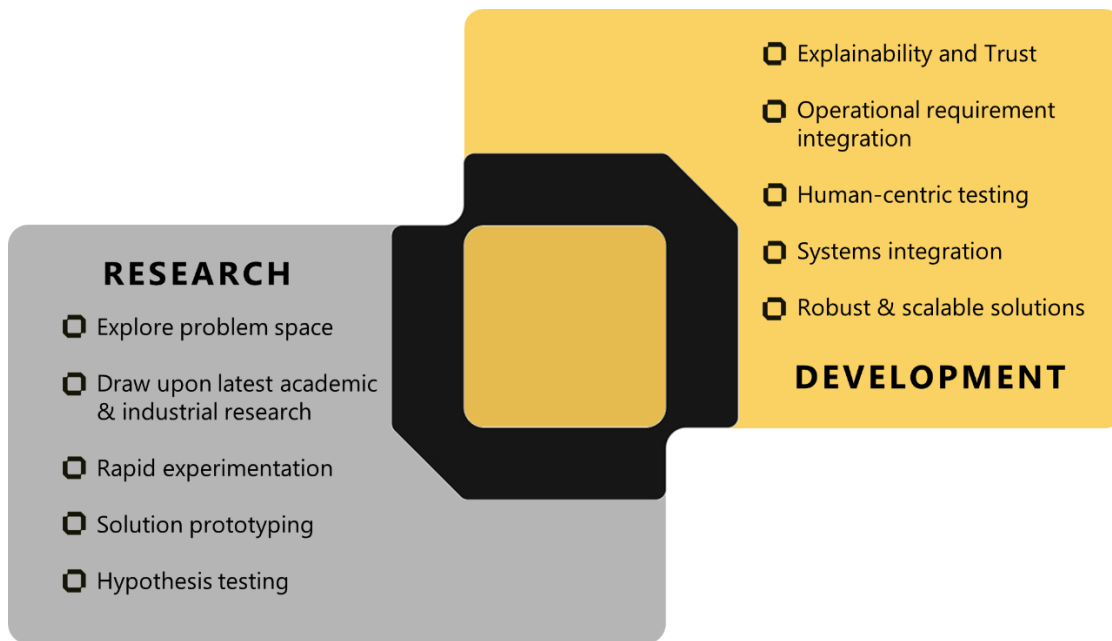 RESEARCH
Explore problem space
Draw upon latest academic
& industrial research
Rapid experimentation
Solution prototyping
Hypothesis testing
Explainability and Trust
Operational requirement
integration
Human-centric testing
Systems integration
Robust & scalable solutions
DEVELOPMENT